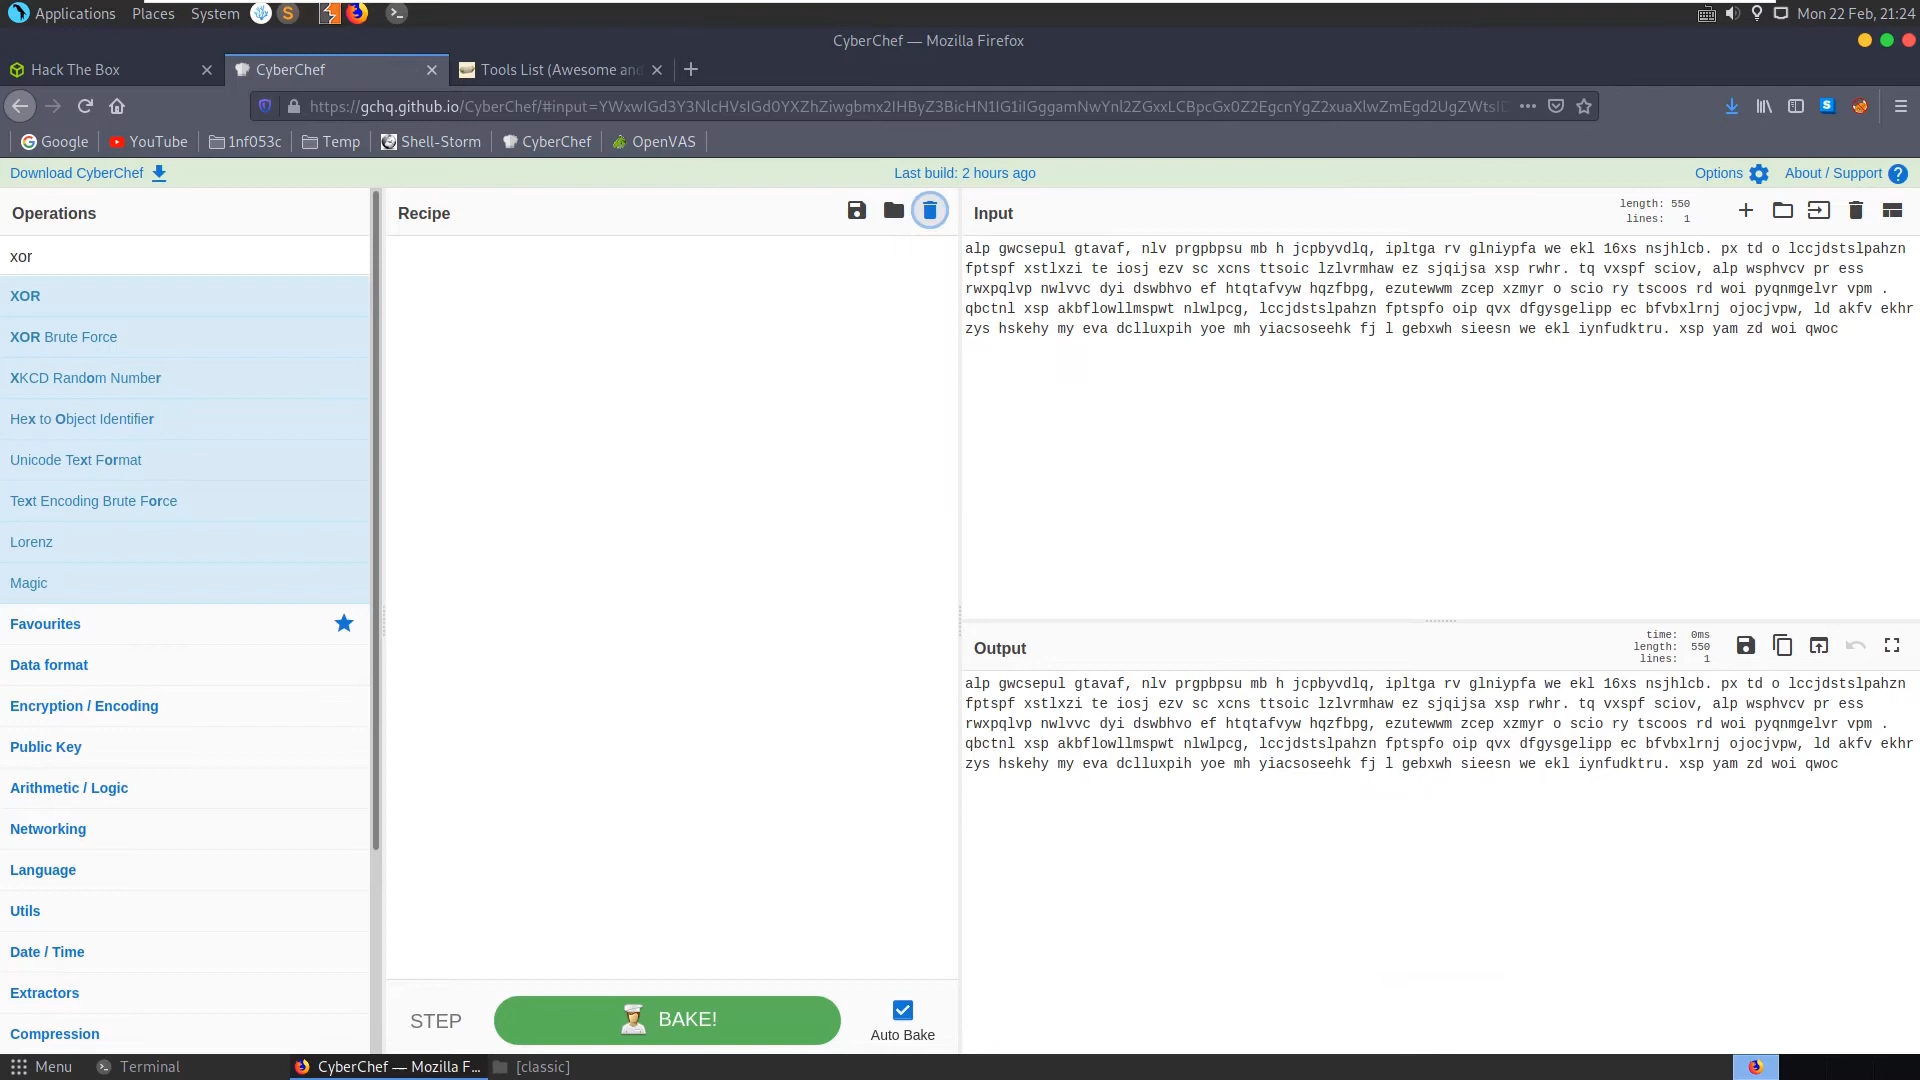 Applications Places System Mon 22 Feb, 21:24
CyberChef — Mozilla Firefox
Hack The Box
CyberChef
Tools List (Awesome and
Google YouTube 1nf053c Temp Shell-Storm CyberChef OpenVAS
Download CyberChef Last build: 2 hours ago Options About / Support
Operations
xor
XOR
XOR Brute Force
XKCD Random Number
Hex to Object Identifier
Unicode Text Format
Text Encoding Brute Force
Lorenz
Magic
Favourites
Data format
Encryption / Encoding
Public Key
Arithmetic / Logic
Networking
Language
Utils
Date / Time
Extractors
Compression
Recipe
STEP BAKE! Auto Bake
Input
length: 550
lines: 1
alp gwcsepul gtavaf, nlv prgpbpsu mb h jcpbyvdlq, ipltga rv glniypfa we ekl 16xs nsjhlcb. px td o lccjdstslpahzn
fptspf xstlxzi te iosj ezv sc xcns ttsoic lzlvrmhaw ez sjqijsa xsp rwhr. tq vxspf sciov, alp wsphvcv pr ess
rwxpqlvp nwlvvc dyi dswbhvo ef htqtafvyw hqzfbpg, ezutewwm zcep xzmyr o scio ry tscoos rd woi pyqnmgelvr vpm .
qbctnl xsp akbflowllmspwt nlwlpcg, lccjdstslpahzn fptspfo oip qvx dfgysgelipp ec bfvbxlrnj ojocjvpw, ld akfv ekhr
zys hskehy my eva dclluxpih yoe mh yiacsoseehk fj l gebxwh sieesn we ekl iynfudktru. xsp yam zd woi qwoc
Output
time: 0ms
length: 550
lines: 1
alp gwcsepul gtavaf, nlv prgpbpsu mb h jcpbyvdlq, ipltga rv glniypfa we ekl 16xs nsjhlcb. px td o lccjdstslpahzn
fptspf xstlxzi te iosj ezv sc xcns ttsoic lzlvrmhaw ez sjqijsa xsp rwhr. tq vxspf sciov, alp wsphvcv pr ess
rwxpqlvp nwlvvc dyi dswbhvo ef htqtafvyw hqzfbpg, ezutewwm zcep xzmyr o scio ry tscoos rd woi pyqnmgelvr vpm .
qbctnl xsp akbflowllmspwt nlwlpcg, lccjdstslpahzn fptspfo oip qvx dfgysgelipp ec bfvbxlrnj ojocjvpw, ld akfv ekhr
zys hskehy my eva dclluxpih yoe mh yiacsoseehk fj l gebxwh sieesn we ekl iynfudktru. xsp yam zd woi qwoc
Menu Terminal CyberChef — Mozilla F... [classic]